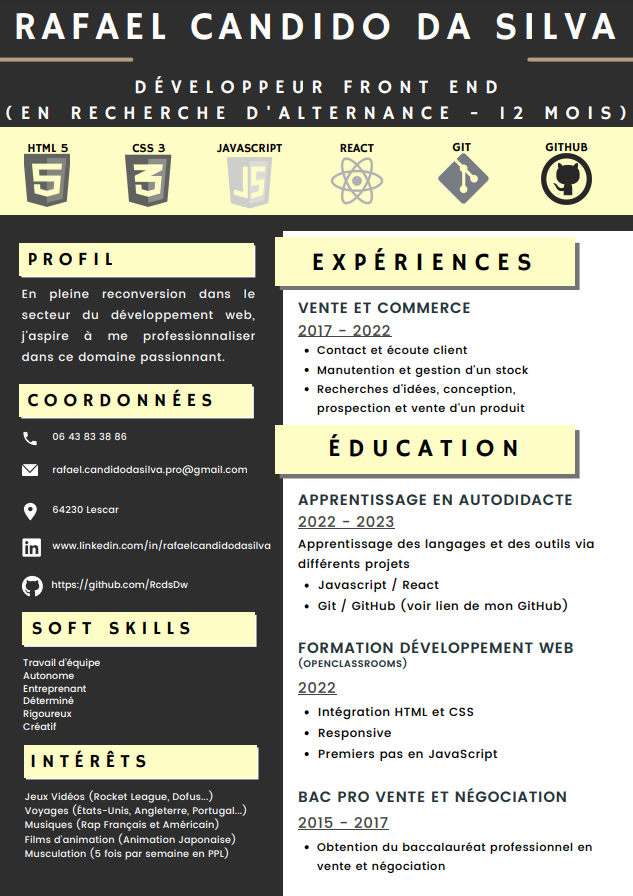 RAFAEL CANDIDO DA SILVA
DÉVELOPPEUR FRONT END
(EN RECHERCHE D'ALTERNANCE - 12 MOIS)
HTML 5 CSS 3 JAVASCRIPT REACT GIT GITHUB
5 3 JS
PROFIL
En pleine reconversion dans le
secteur du développement web,
j'aspire à me professionnaliser
dans ce domaine passionnant.
COORDONNÉES
06 43 83 38 86
rafael.candidodasilva.pro@gmail.com
64230 Lescar
in www.linkedin.com/in/rafaelcandidodasilva
https://github.com/RcdsDw
SOFT SKILLS
Travail d'équipe
Autonome
Entreprenant
Déterminé
Rigoureux
Créatif
INTÉRÊTS
Jeux Vidéos (Rocket League, Dofus...)
Voyages (États-Unis, Angleterre, Portugal...)
Musiques (Rap Français et Américain)
Films d'animation (Animation Japonaise)
Musculation (5 fois par semaine en PPL)
EXPÉRIENCES
VENTE ET COMMERCE
2017 - 2022
• Contact et écoute client
• Manutention et gestion d'un stock
• Recherches d'idées, conception,
prospection et vente d'un produit
ÉDUCATION
APPRENTISSAGE EN AUTODIDACTE
2022 - 2023
Apprentissage des langages et des outils via
différents projets
• Javascript / React
• Git / GitHub (voir lien de mon GitHub)
FORMATION DÉVELOPPEMENT WEB
(OPENCLASSROOMS)
2022
• Intégration HTML et CSS
• Responsive
• Premiers pas en JavaScript
BAC PRO VENTE ET NÉGOCIATION
2015 - 2017
• Obtention du baccalauréat professionnel en
vente et négociation